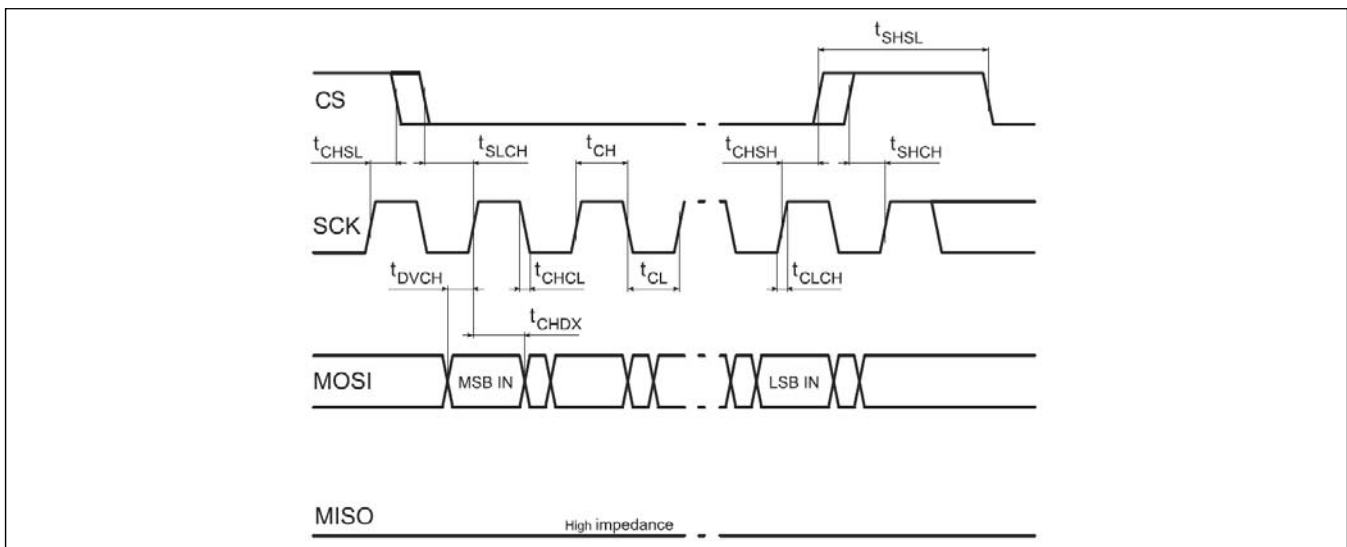 tSHSL
CS
tCHSL
tSLCH
tCH
tCHSH
tSHCH
SCK
tDVCH
tCHCL
tCL
tCLCH
tCHDX
MOSI
MSB IN
LSB IN
MISO
High impedance